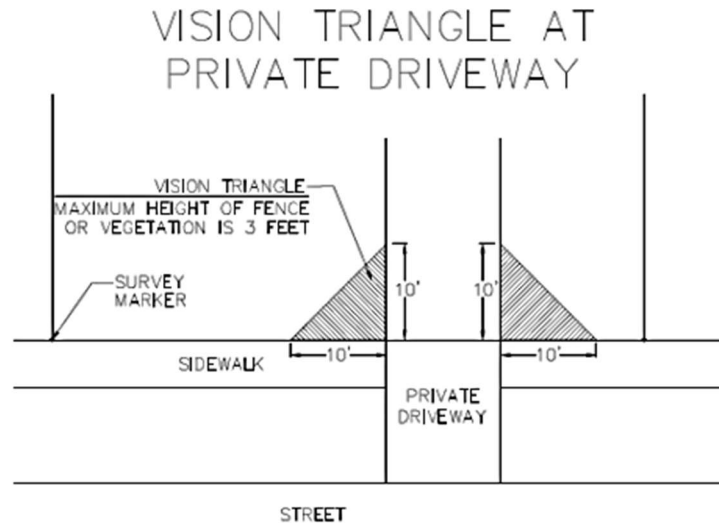 VISION TRIANGLE AT
PRIVATE DRIVEWAY
VISION TRIANGLE
MAXIMUM HEIGHT OF FENCE
OR VEGETATION IS 3 FEET
SURVEY
MARKER
10'
10'
10'
10'
SIDEWALK
PRIVATE
DRIVEWAY
STREET